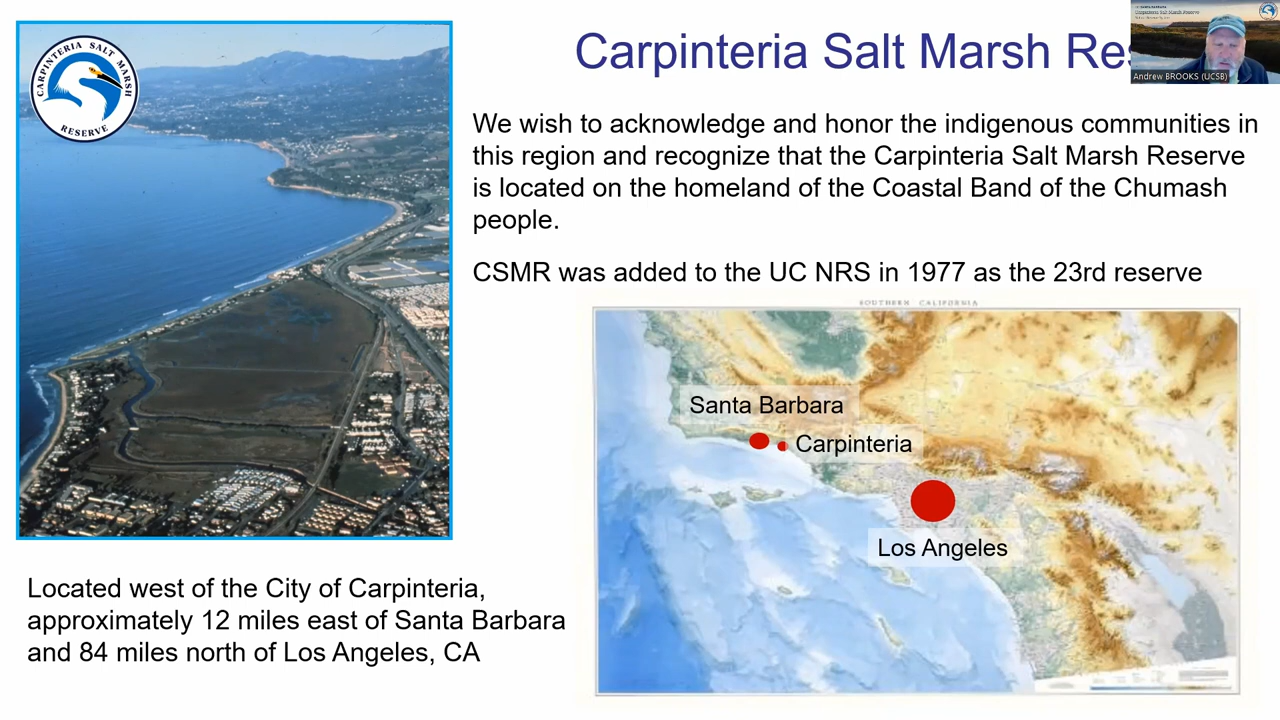 CARPINTERIA SALT MARSH
RESERVE
Carpinteria Salt Marsh Res
Andrew BROOKS (UCSB)
We wish to acknowledge and honor the indigenous communities in
this region and recognize that the Carpinteria Salt Marsh Reserve
is located on the homeland of the Coastal Band of the Chumash
people.
CSMR was added to the UC NRS in 1977 as the 23rd reserve
SOUTHERN CALIFORNIA
Santa Barbara
Carpinteria
Los Angeles
Located west of the City of Carpinteria,
approximately 12 miles east of Santa Barbara
and 84 miles north of Los Angeles, CA